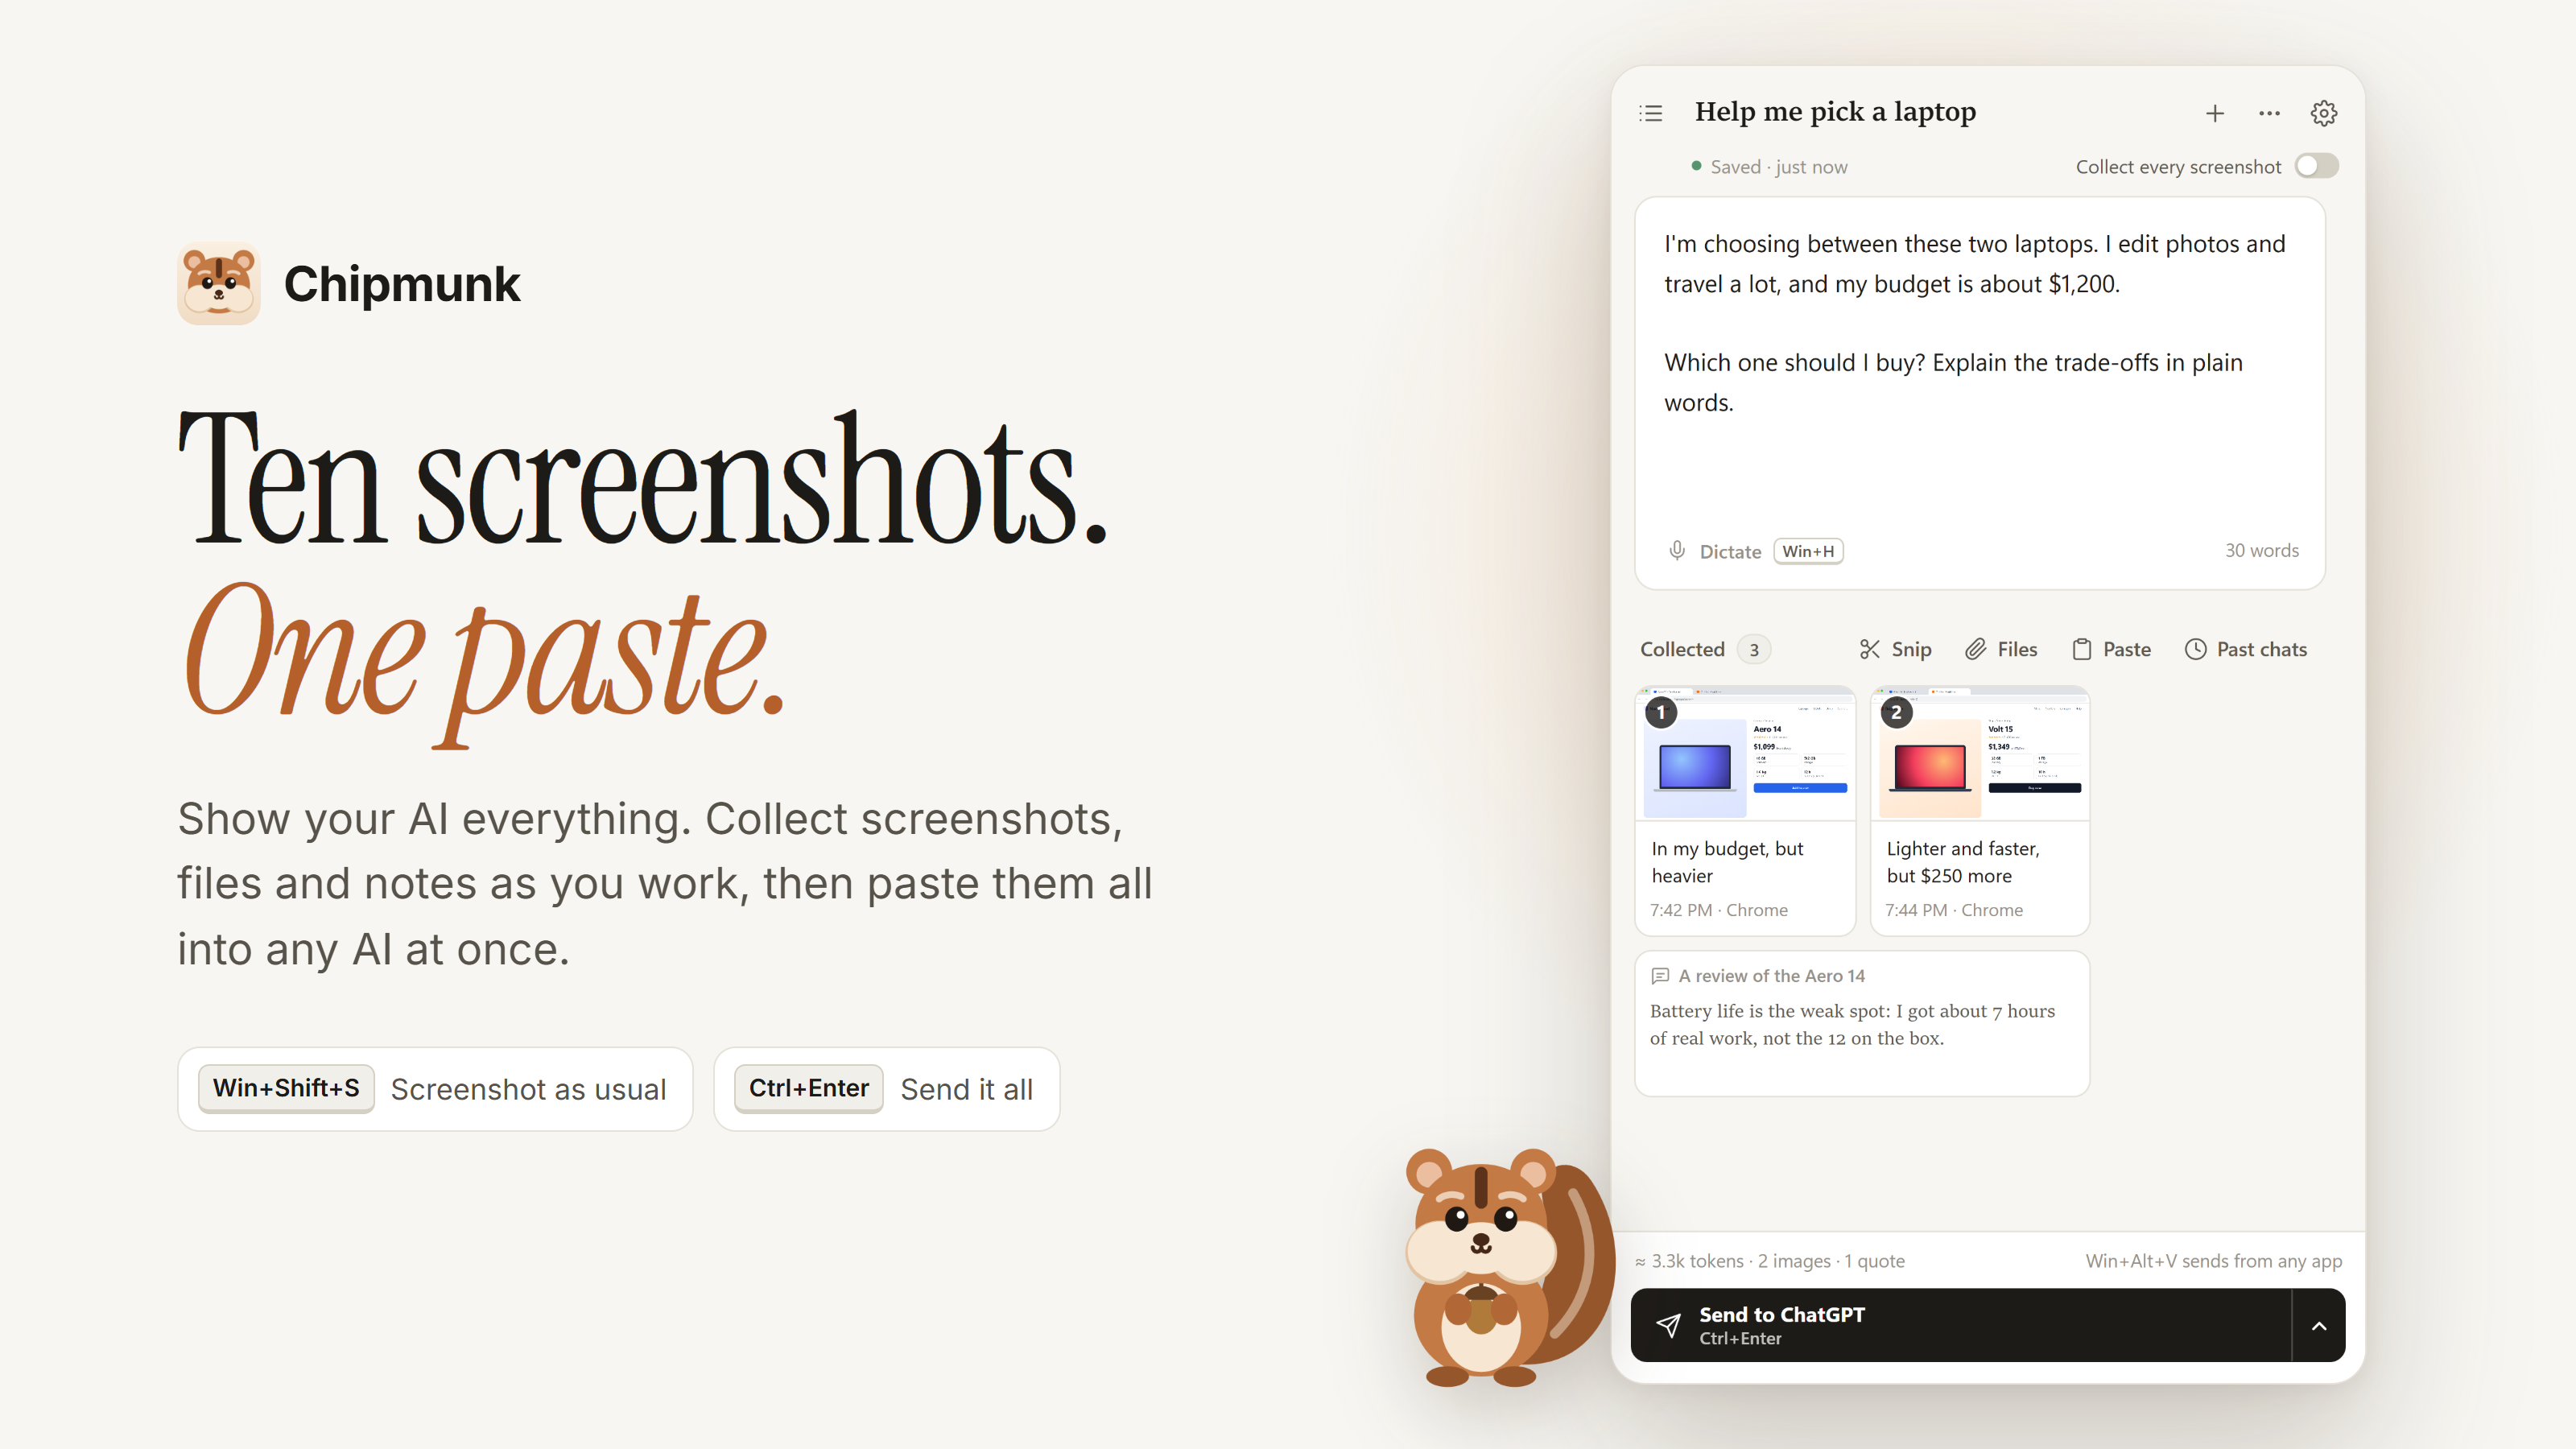 Chipmunk
Ten screenshots.
One paste.
Show your AI everything. Collect screenshots,
files and notes as you work, then paste them all
into any AI at once.
Win+Shift+S Screenshot as usual
Ctrl+Enter Send it all
Help me pick a laptop
Saved · just now
Collect every screenshot
I'm choosing between these two laptops. I edit photos and
travel a lot, and my budget is about $1,200.
Which one should I buy? Explain the trade-offs in plain
words.
Dictate Win+H
30 words
Collected 3
Snip
Files
Paste
Past chats
1
Aero 14
$1,099
In my budget, but
heavier
7:42 PM · Chrome
2
Volt 15
$1,349
Lighter and faster,
but $250 more
7:44 PM · Chrome
A review of the Aero 14
Battery life is the weak spot: I got about 7 hours
of real work, not the 12 on the box.
≈ 3.3k tokens · 2 images · 1 quote
Win+Alt+V sends from any app
Send to ChatGPT
Ctrl+Enter